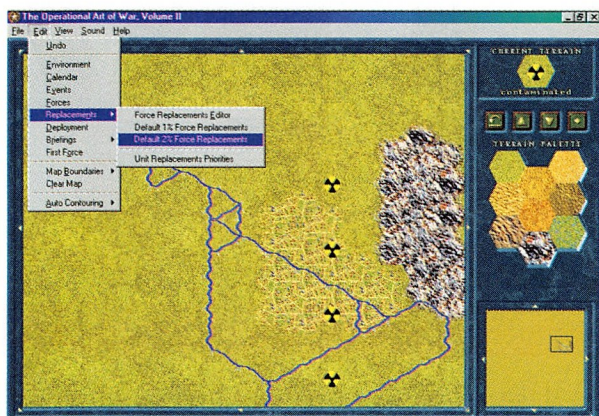 The Operational Art of War, Volume II
File Edit View Sound Help
Undo
Environment
Calendar
Events
Forces
Replacements
Deployment
Briefings
First Force
Map Boundaries
Clear Map
Auto Contouring
Force Replacements Editor
Default 1% Force Replacements
Default 2% Force Replacements
Unit Replacements Priorities
CURRENT TERRAIN
contaminated
TERRAIN PALETTE